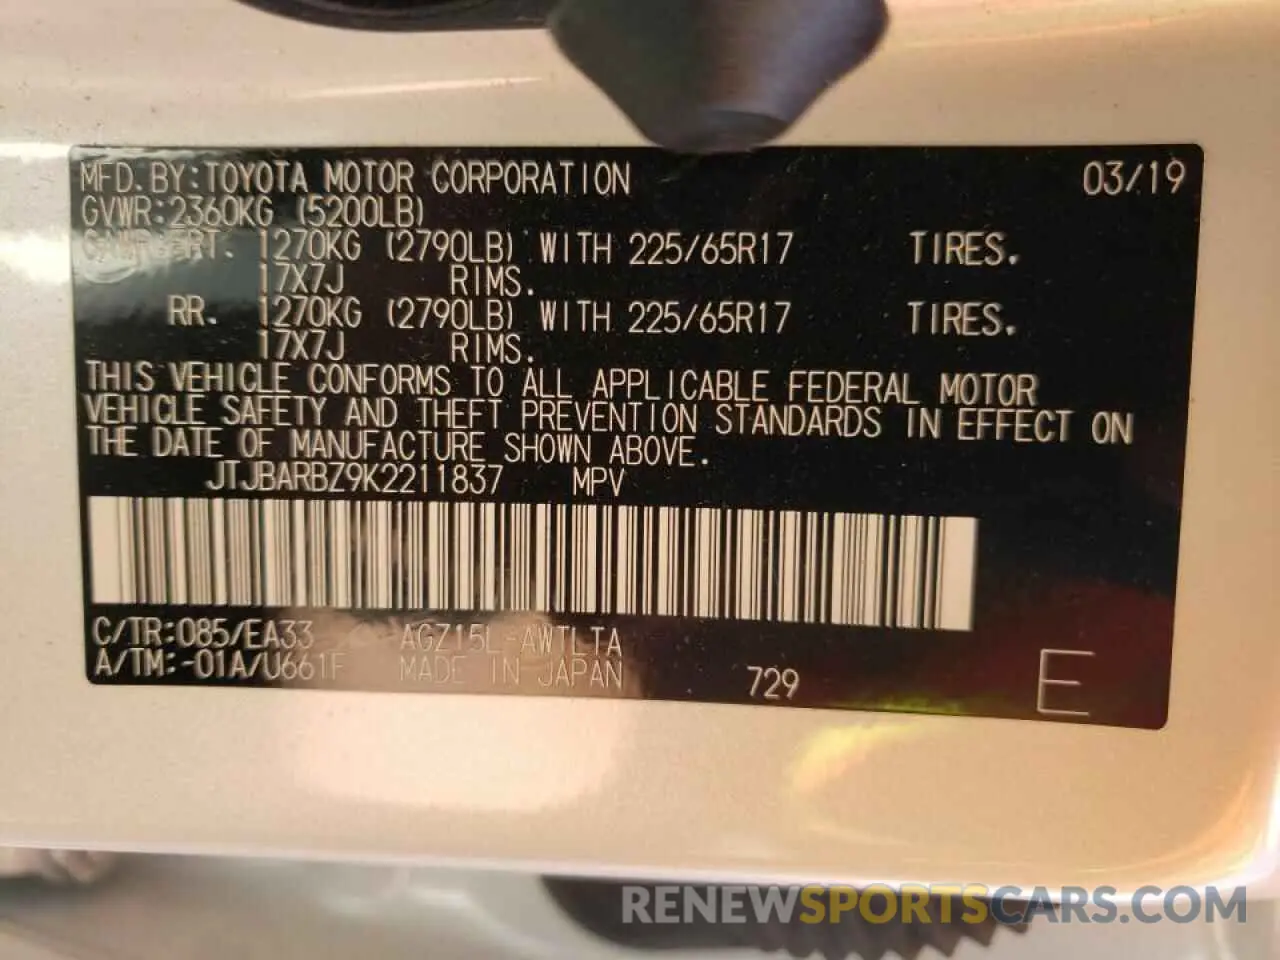 MFD. BY:TOYOTA MOTOR CORPORATION 03/19
GVWR:2360KG (5200LB)
GAWR:FRT. 1270KG (2790LB) WITH 225/65R17 TIRES.
17X7J RIMS.
RR. 1270KG (2790LB) WITH 225/65R17 TIRES.
17X7J RIMS.
THIS VEHICLE CONFORMS TO ALL APPLICABLE FEDERAL MOTOR
VEHICLE SAFETY AND THEFT PREVENTION STANDARDS IN EFFECT ON
THE DATE OF MANUFACTURE SHOWN ABOVE.
JTJBARBZ9K2211837 MPV
C/TR:085/EA33 AGZ15L-AWTLTA
A/TM:-01A/U661F MADE IN JAPAN 729 E
RENEWSPORTSCARS.COM